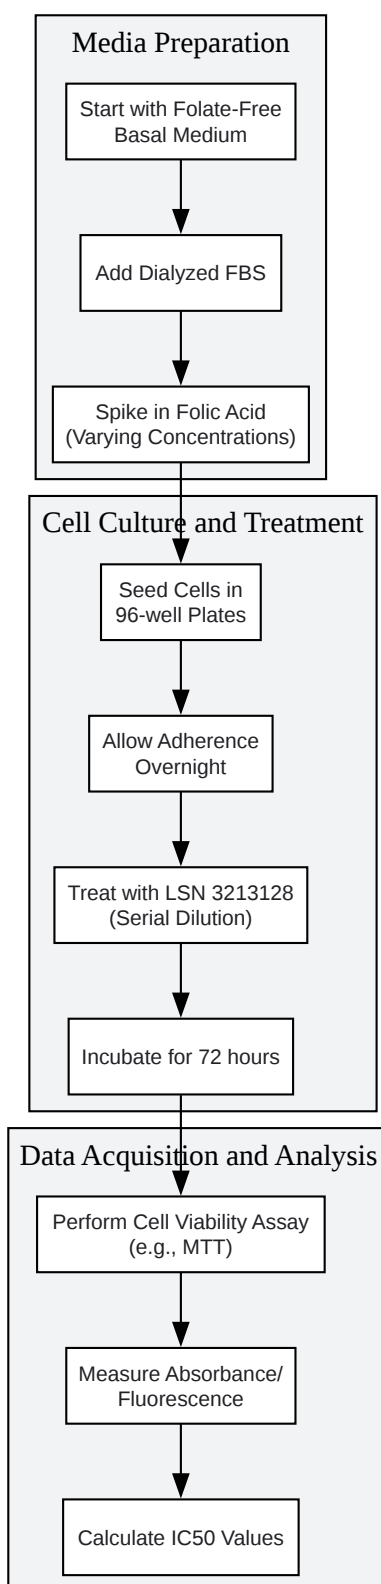 Media Preparation
Start with Folate-Free
Basal Medium
Add Dialyzed FBS
Spike in Folic Acid
(Varying Concentrations)
Cell Culture and Treatment
Seed Cells in
96-well Plates
Allow Adherence
Overnight
Treat with LSN 3213128
(Serial Dilution)
Incubate for 72 hours
Data Acquisition and Analysis
Perform Cell Viability Assay
(e.g., MTT)
Measure Absorbance/
Fluorescence
Calculate IC50 Values